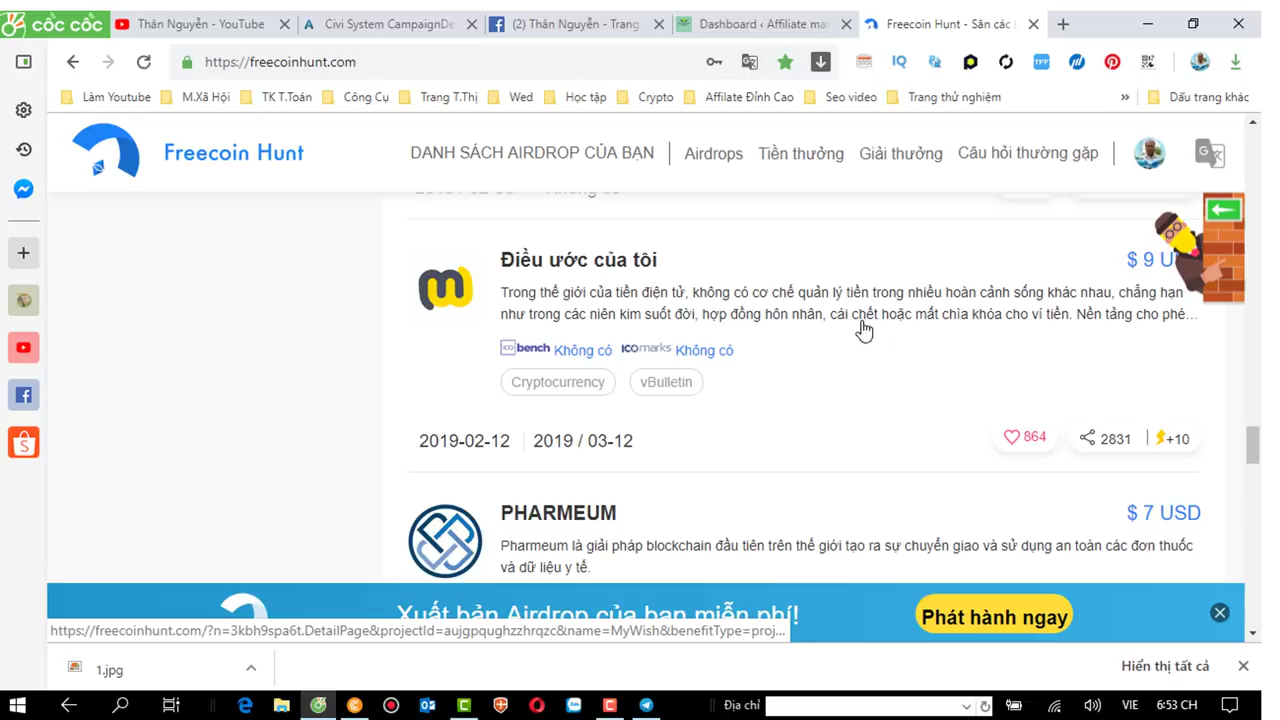 cốc cốc
Thân Nguyễn - YouTube
Civi System CampaignDe
(2) Thân Nguyễn - Trang
Dashboard ‹ Affiliate mar
Freecoin Hunt - Săn các
https://freecoinhunt.com
Làm Youtube
M.Xã Hội
TK T.Toán
Công Cụ
Trang T.Thị
Wed
Học tập
Crypto
Affilate Đỉnh Cao
Seo video
Trang thử nghiệm
Dấu trang khác
Freecoin Hunt
DANH SÁCH AIRDROP CỦA BẠN
Airdrops
Tiền thưởng
Giải thưởng
Câu hỏi thường gặp
Điều ước của tôi
$ 9 U
Trong thế giới của tiền điện tử, không có cơ chế quản lý tiền trong nhiều hoàn cảnh sống khác nhau, chẳng hạn
như trong các niên kim suốt đời, hợp đồng hôn nhân, cái chết hoặc mất chìa khóa cho ví tiền. Nền tảng cho phé...
ICO bench Không có
ICOmarks Không có
Cryptocurrency
vBulletin
2019-02-12
2019 / 03-12
864
2831
+10
PHARMEUM
$ 7 USD
Pharmeum là giải pháp blockchain đầu tiên trên thế giới tạo ra sự chuyển giao và sử dụng an toàn các đơn thuốc
và dữ liệu y tế.
Xuất bản Airdrop của bạn miễn phí!
Phát hành ngay
https://freecoinhunt.com/?n=3kbh9spa6t.DetailPage&projectId=aujgpqughzzhrqzc&name=MyWish&benefitType=proj...
1.jpg
Hiển thị tất cả
Địa chỉ
VIE
6:53 CH